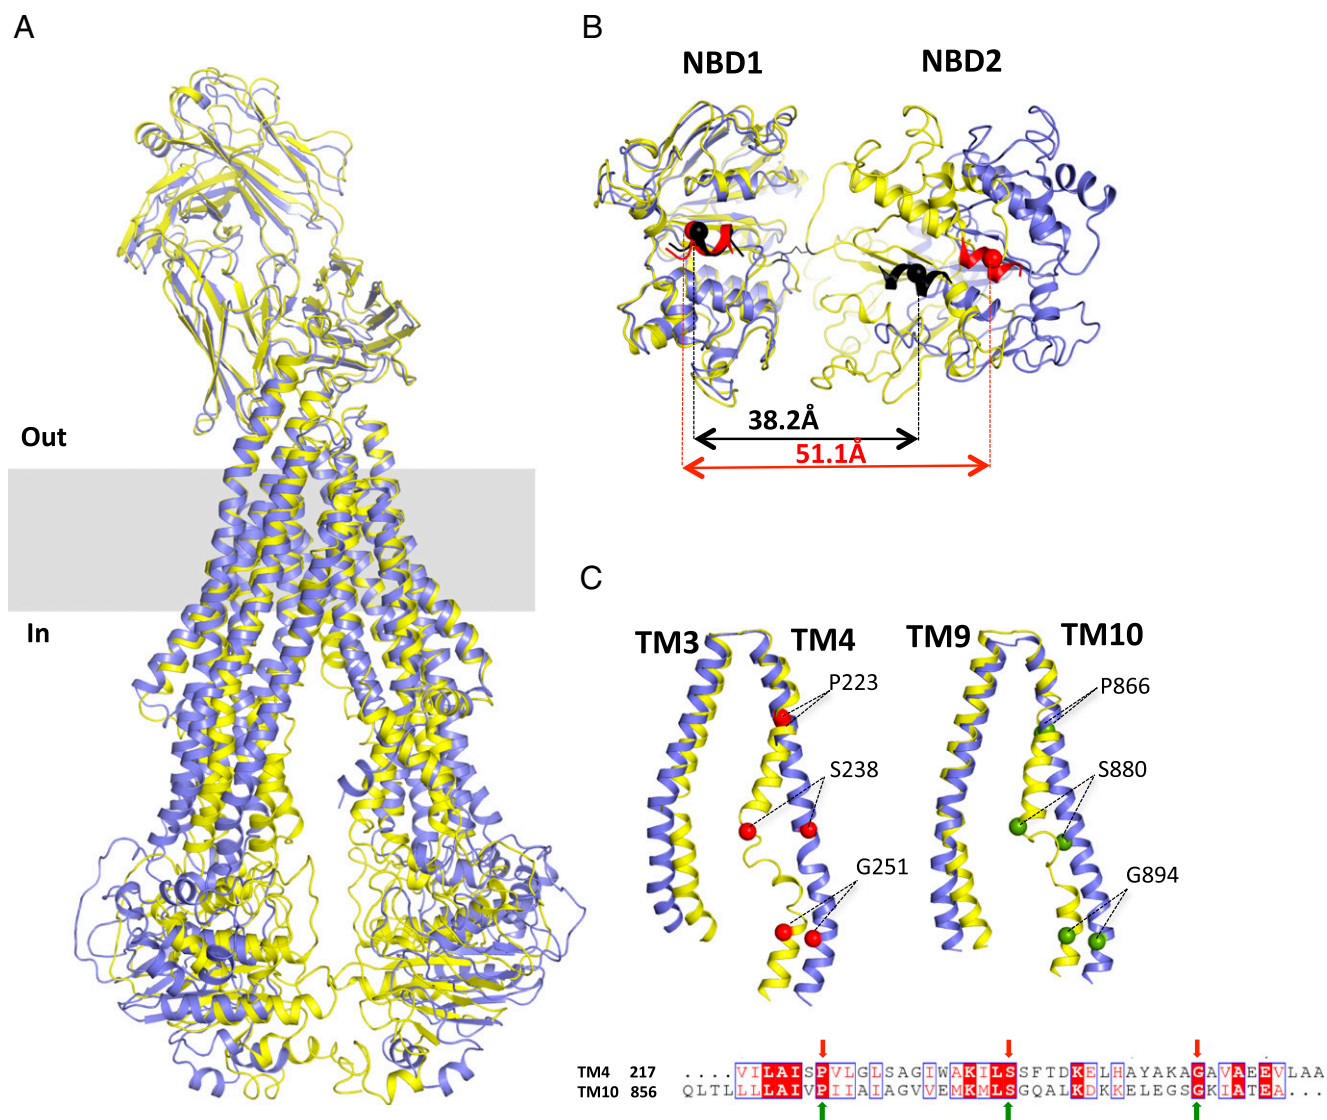 A
B
NBD1
NBD2
Out
In
38.2Å
51.1Å
C
TM3
TM4
TM9
TM10
P223
P866
S238
S880
G251
G894
TM4 217 ....VILAISPVLGLSAGIWAKILSSFTDKELHAYAKAGAVAEEVLAA
TM10 856 QLTLLLLAIVPIIAIAGVVEMKMLSGQALKDKKELEGSGKIATEA...